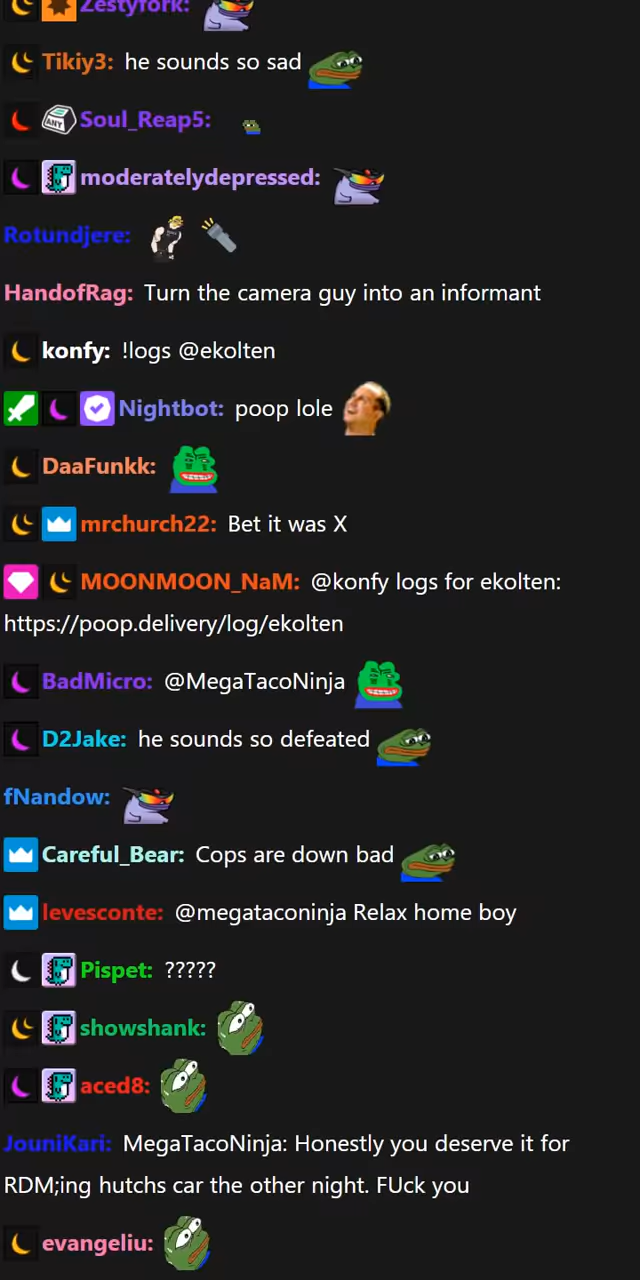 Zestyfork:
Tikiy3: he sounds so sad
ANY Soul_Reap5:
moderatelydepressed:
Rotundjere:
HandofRag: Turn the camera guy into an informant
konfy: !logs @ekolten
Nightbot: poop lole
DaaFunkk:
mrchurch22: Bet it was X
MOONMOON_NaM: @konfy logs for ekolten:
https://poop.delivery/log/ekolten
BadMicro: @MegaTacoNinja
D2Jake: he sounds so defeated
fNandow:
Careful_Bear: Cops are down bad
levesconte: @megataconinja Relax home boy
Pispet: ?????
showshank:
aced8:
JouniKari: MegaTacoNinja: Honestly you deserve it for
RDM;ing hutchs car the other night. FUck you
evangeliu: